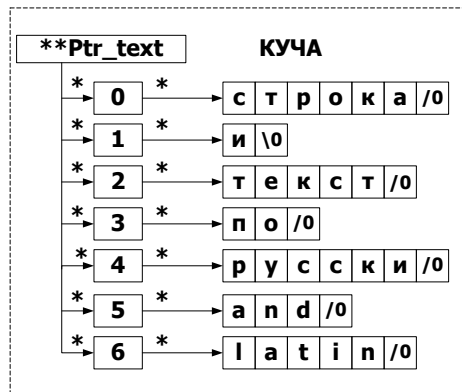 **Ptr_text КУЧА
* 0 * с т р о к а /0
* 1 * и \0
* 2 * т е к с т /0
* 3 * п о /0
* 4 * р у с с к и /0
* 5 * a n d /0
* 6 * l a t i n /0